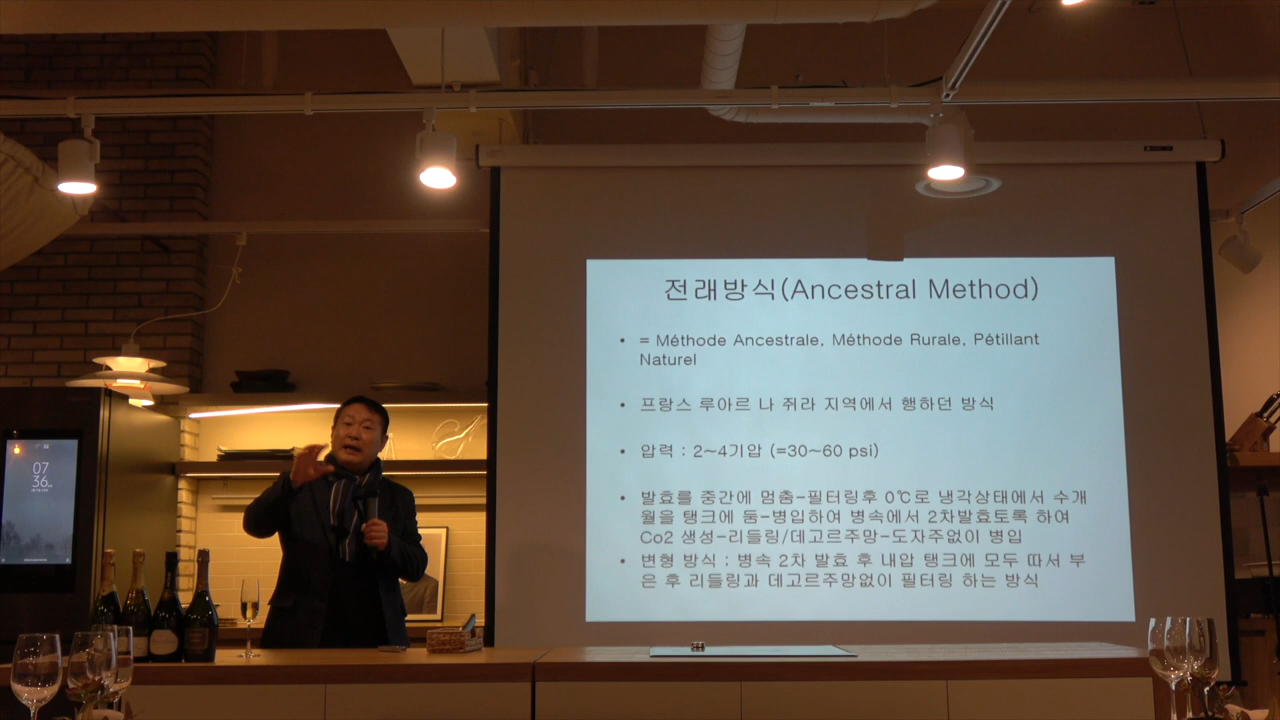 전래방식(Ancestral Method)
• = Méthode Ancestrale, Méthode Rurale, Pétillant
Naturel
• 프랑스 루아르 나 쥐라 지역에서 행하던 방식
• 압력 : 2~4기압 (=30~60 psi)
• 발효를 중간에 멈춤-필터링후 0℃로 냉각상태에서 수개
월을 탱크에 둠-병입하여 병속에서 2차발효토록 하여
Co2 생성-리들링/데고르주망-도자주없이 병입
• 변형 방식 : 병속 2차 발효 후 내압 탱크에 모두 따서 부
은 후 리들링과 데고르주망없이 필터링 하는 방식
07
36